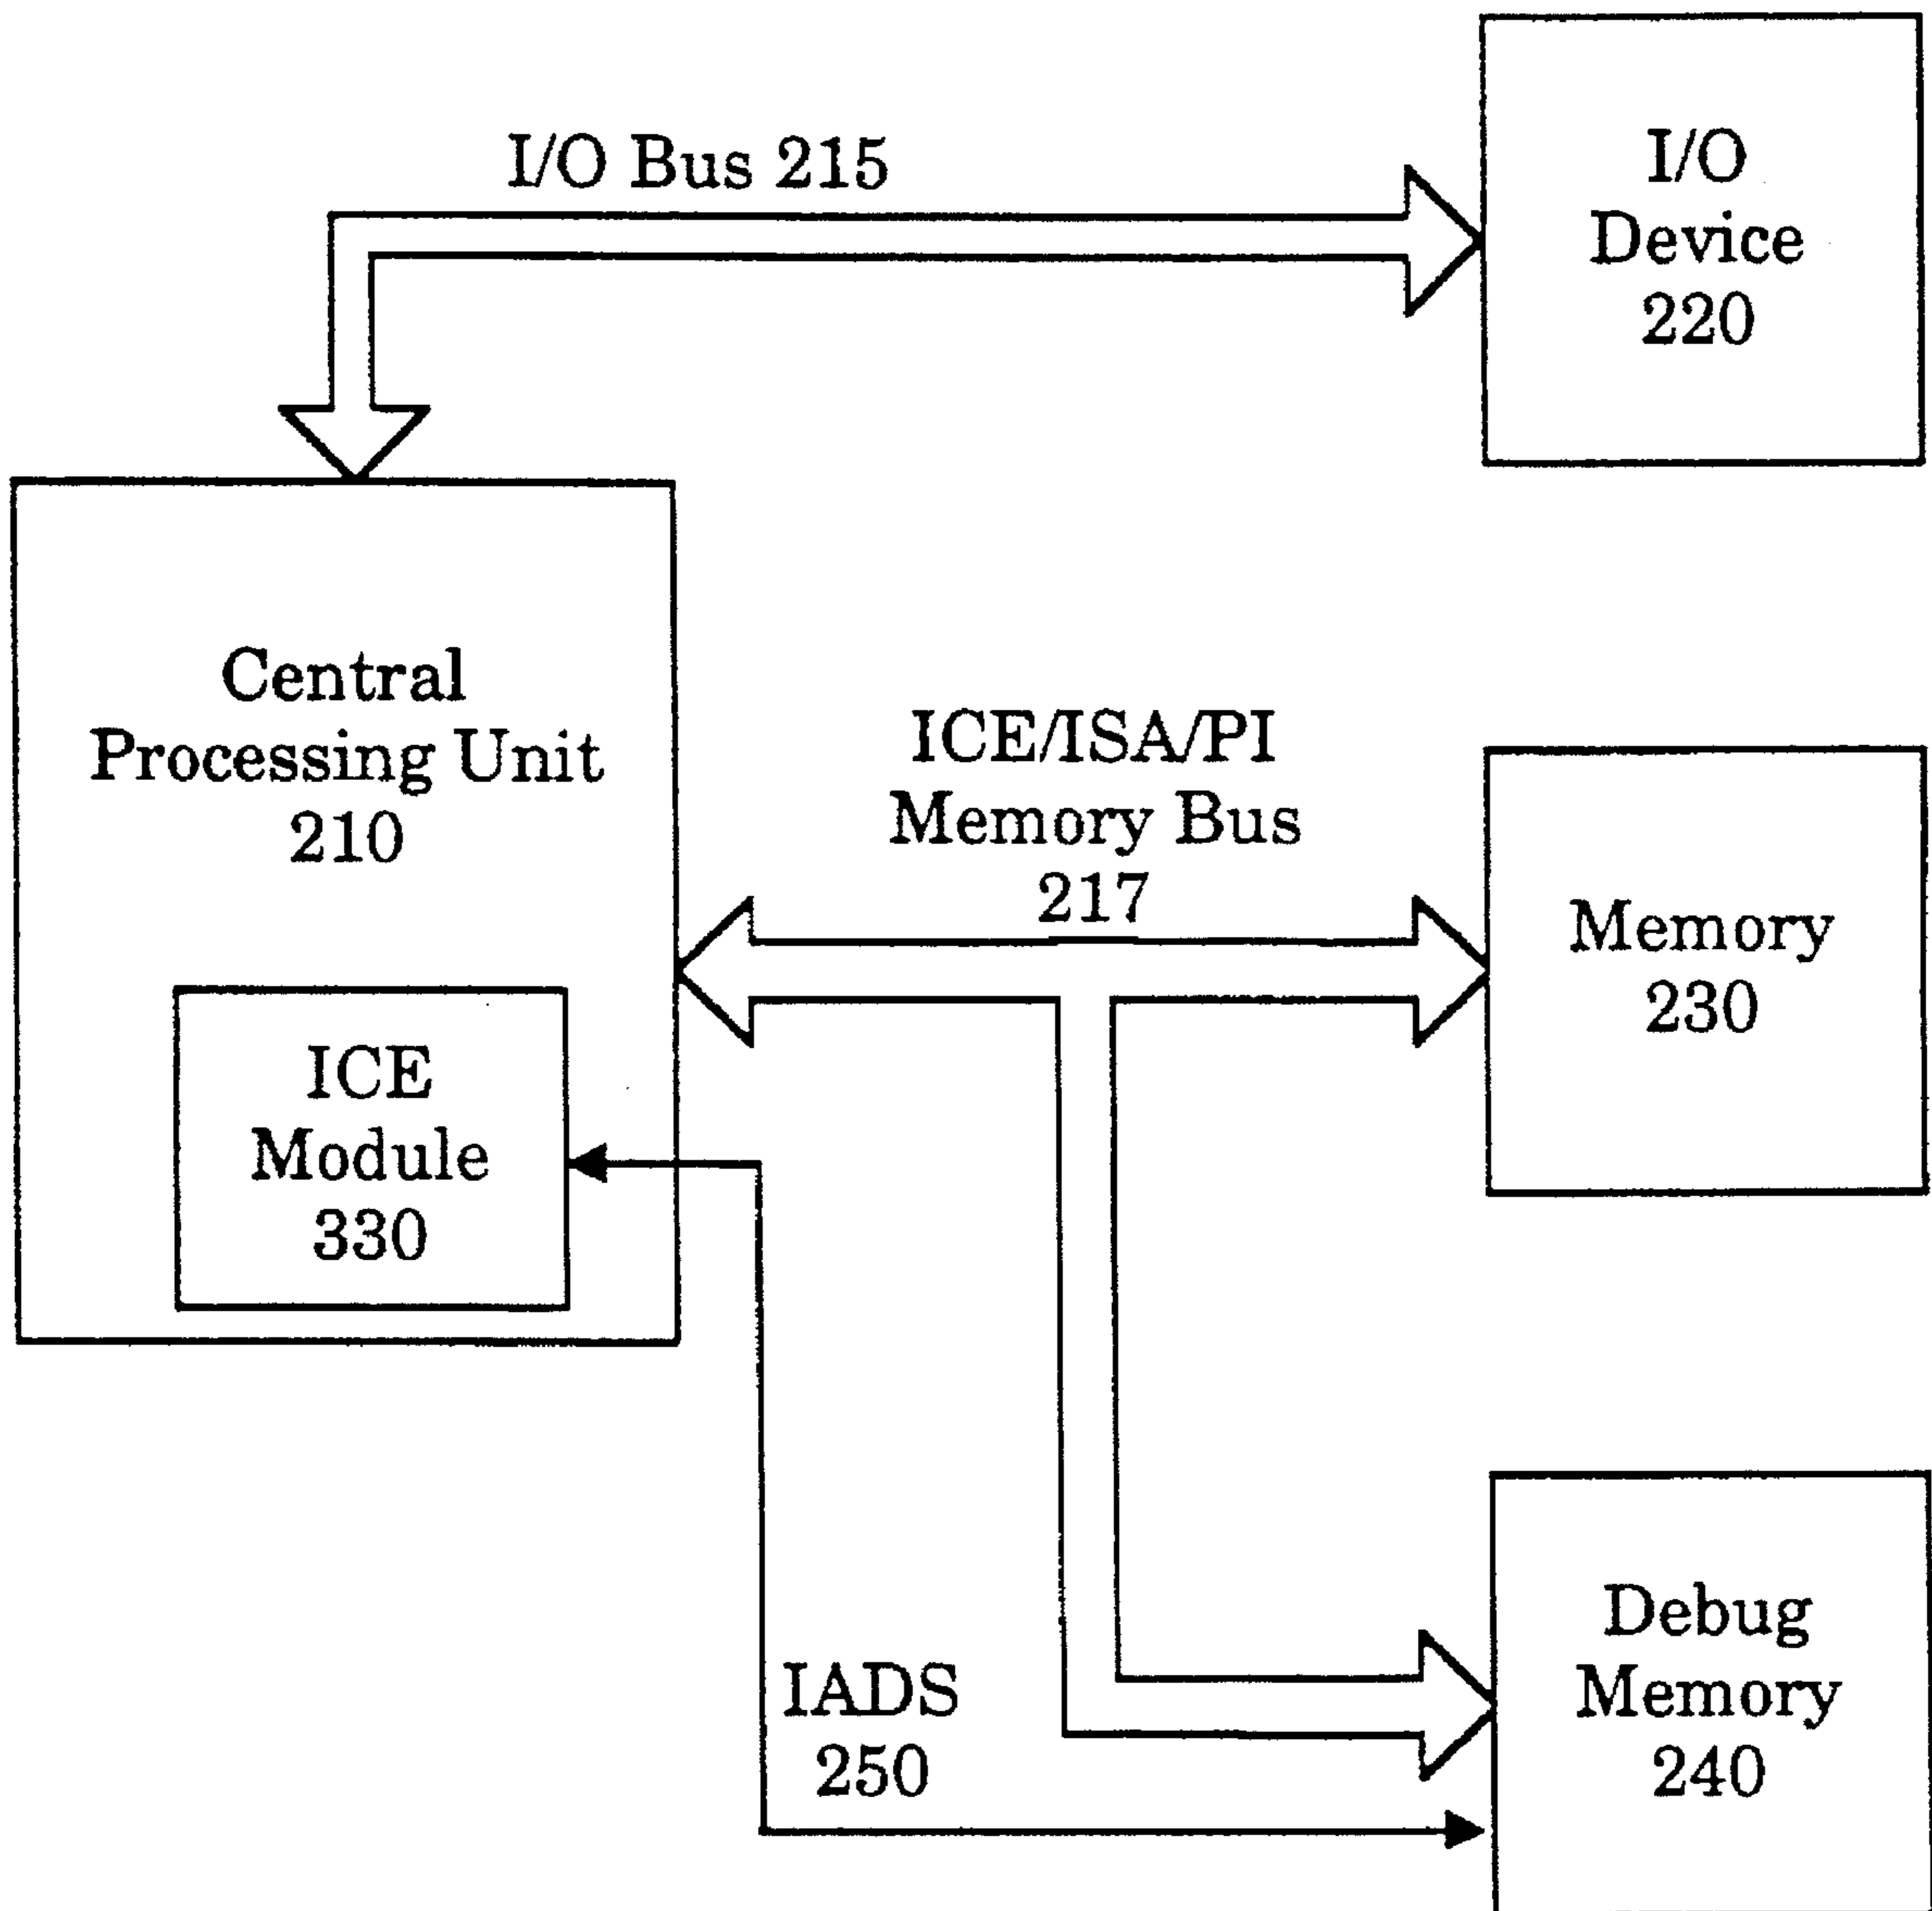 I/O Bus 215
I/O
Device
220
Central
Processing Unit
210
ICE/ISA/PI
Memory Bus
217
Memory
230
ICE
Module
330
IADS
250
Debug
Memory
240